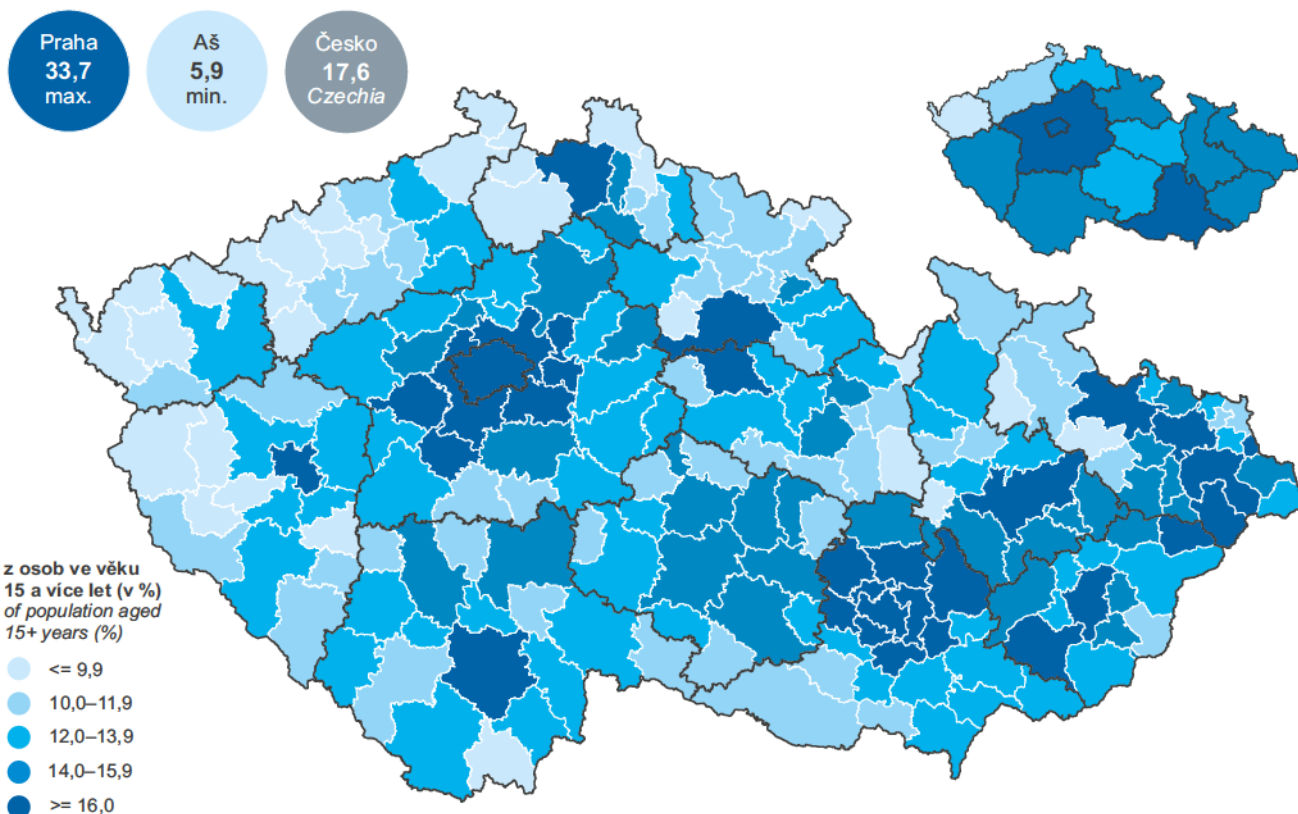 Praha
33,7
max.
Aš
5,9
min.
Česko
17,6
Czechia
z osob ve věku
15 a více let (v %)
of population aged
15+ years (%)
<= 9,9
10,0–11,9
12,0–13,9
14,0–15,9
>= 16,0